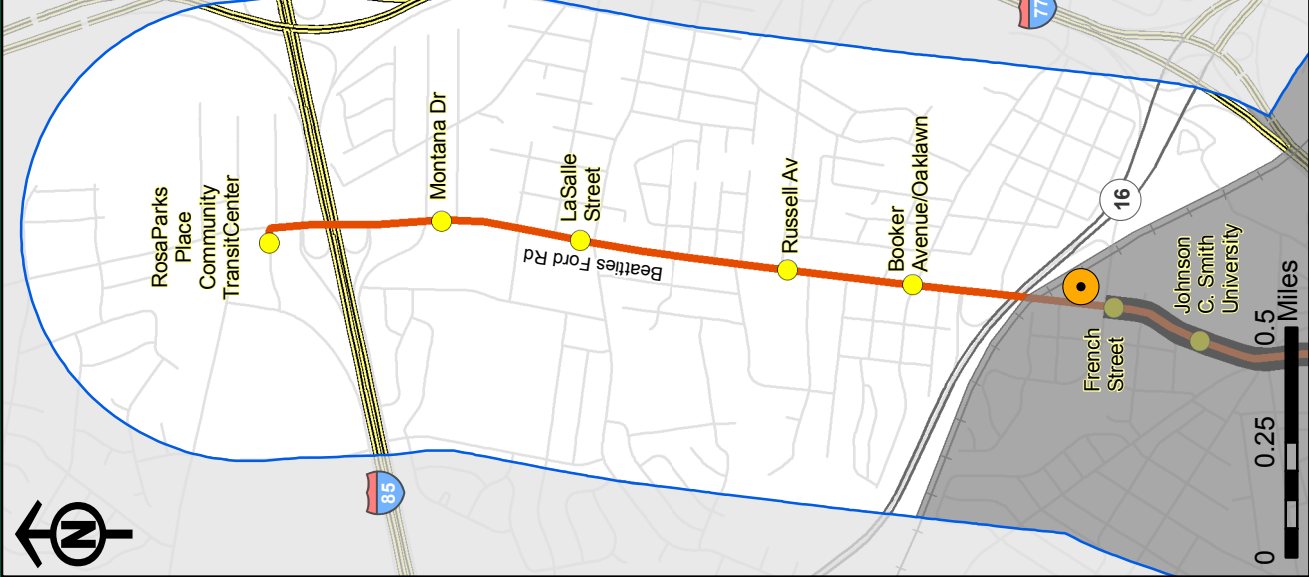 RosaParks
Place
Community
TransitCenter
Montana Dr
LaSalle
Street
Beatties Ford Rd
Russell Av
Booker
Avenue/Oaklawn
French
Street
Johnson
C. Smith
University
77
85
16
N
0 0.25 0.5
Miles